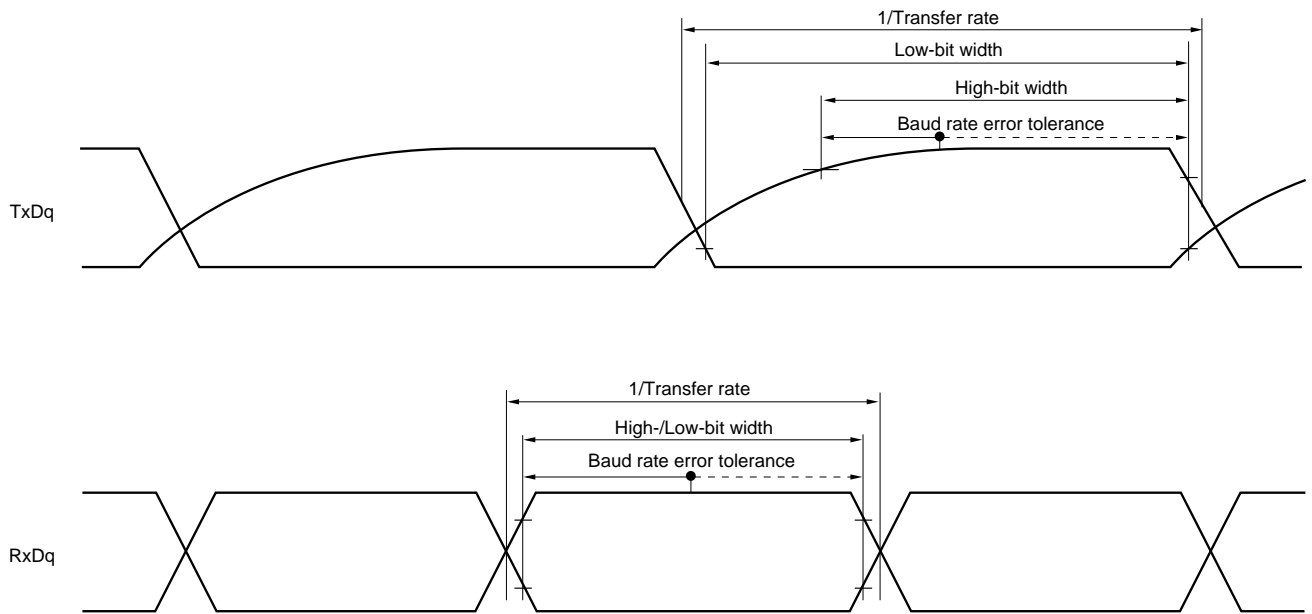 1/Transfer rate
Low-bit width
High-bit width
Baud rate error tolerance
TxDq
1/Transfer rate
High-/Low-bit width
Baud rate error tolerance
RxDq